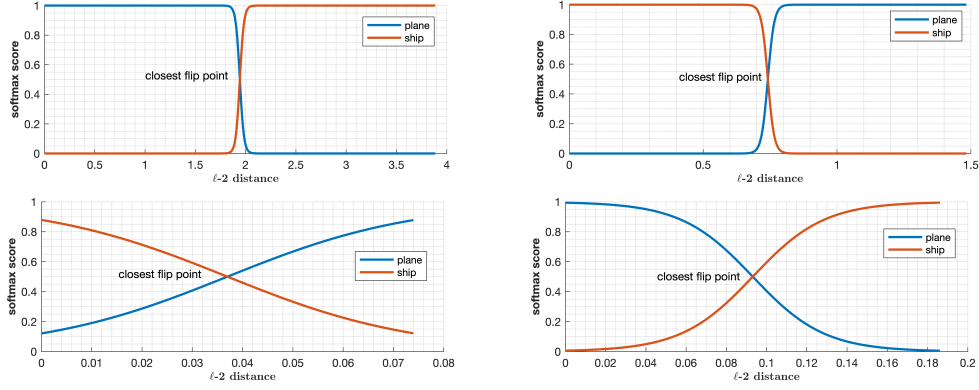 1
0.8
0.6
0.4
0.2
0
softmax score
plane
ship
closest flip point
0 0.5 1 1.5 2 2.5 3 3.5 4
ℓ-2 distance
1
0.8
0.6
0.4
0.2
0
softmax score
plane
ship
closest flip point
0 0.5 1 1.5
ℓ-2 distance
1
0.8
0.6
0.4
0.2
0
softmax score
plane
ship
closest flip point
0 0.01 0.02 0.03 0.04 0.05 0.06 0.07 0.08
ℓ-2 distance
1
0.8
0.6
0.4
0.2
0
softmax score
plane
ship
closest flip point
0 0.02 0.04 0.06 0.08 0.1 0.12 0.14 0.16 0.18 0.2
ℓ-2 distance